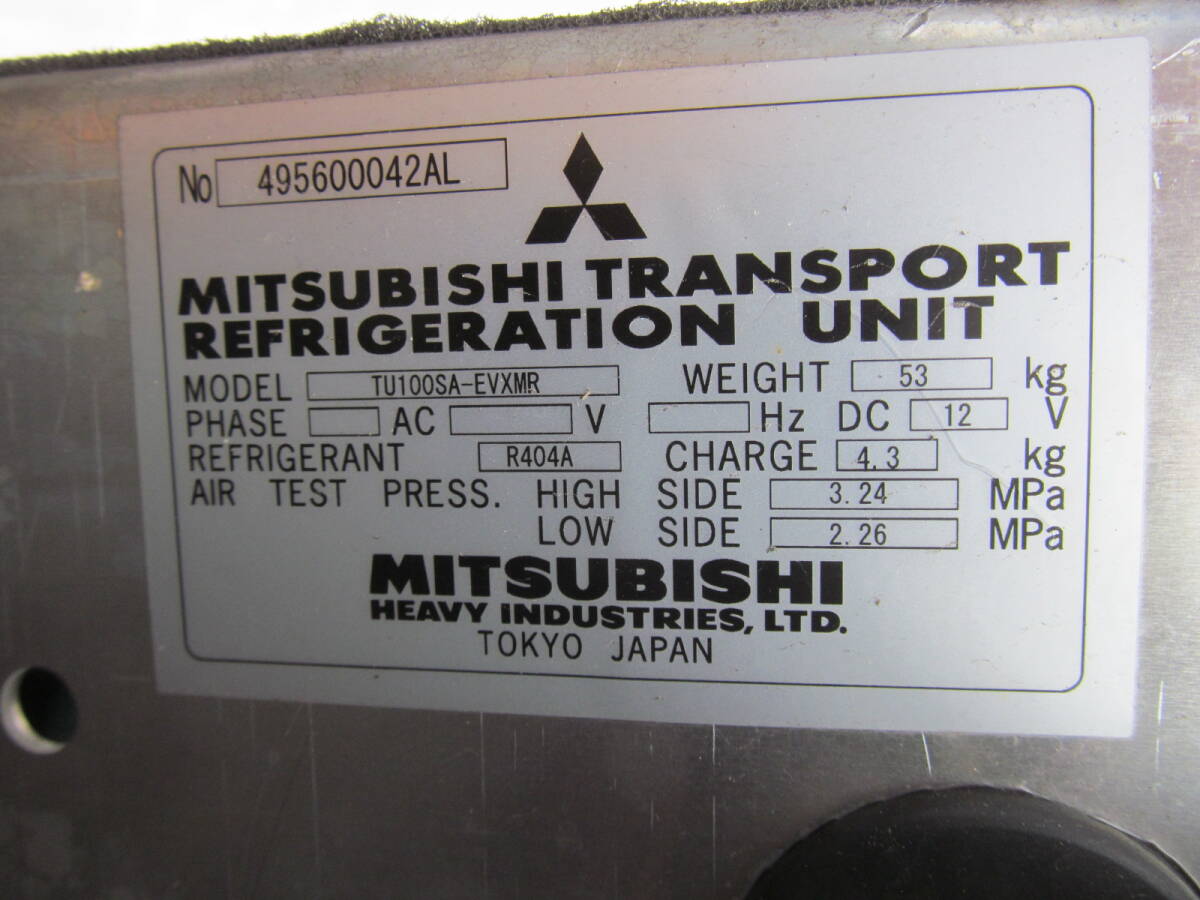 No 495600042AL
MITSUBISHI TRANSPORT
REFRIGERATION UNIT
MODEL TU100SA-EVXMR WEIGHT 53 kg
PHASE AC V Hz DC 12 V
REFRIGERANT R404A CHARGE 4.3 kg
AIR TEST PRESS. HIGH SIDE 3.24 MPa
LOW SIDE 2.26 MPa
MITSUBISHI
HEAVY INDUSTRIES, LTD.
TOKYO JAPAN